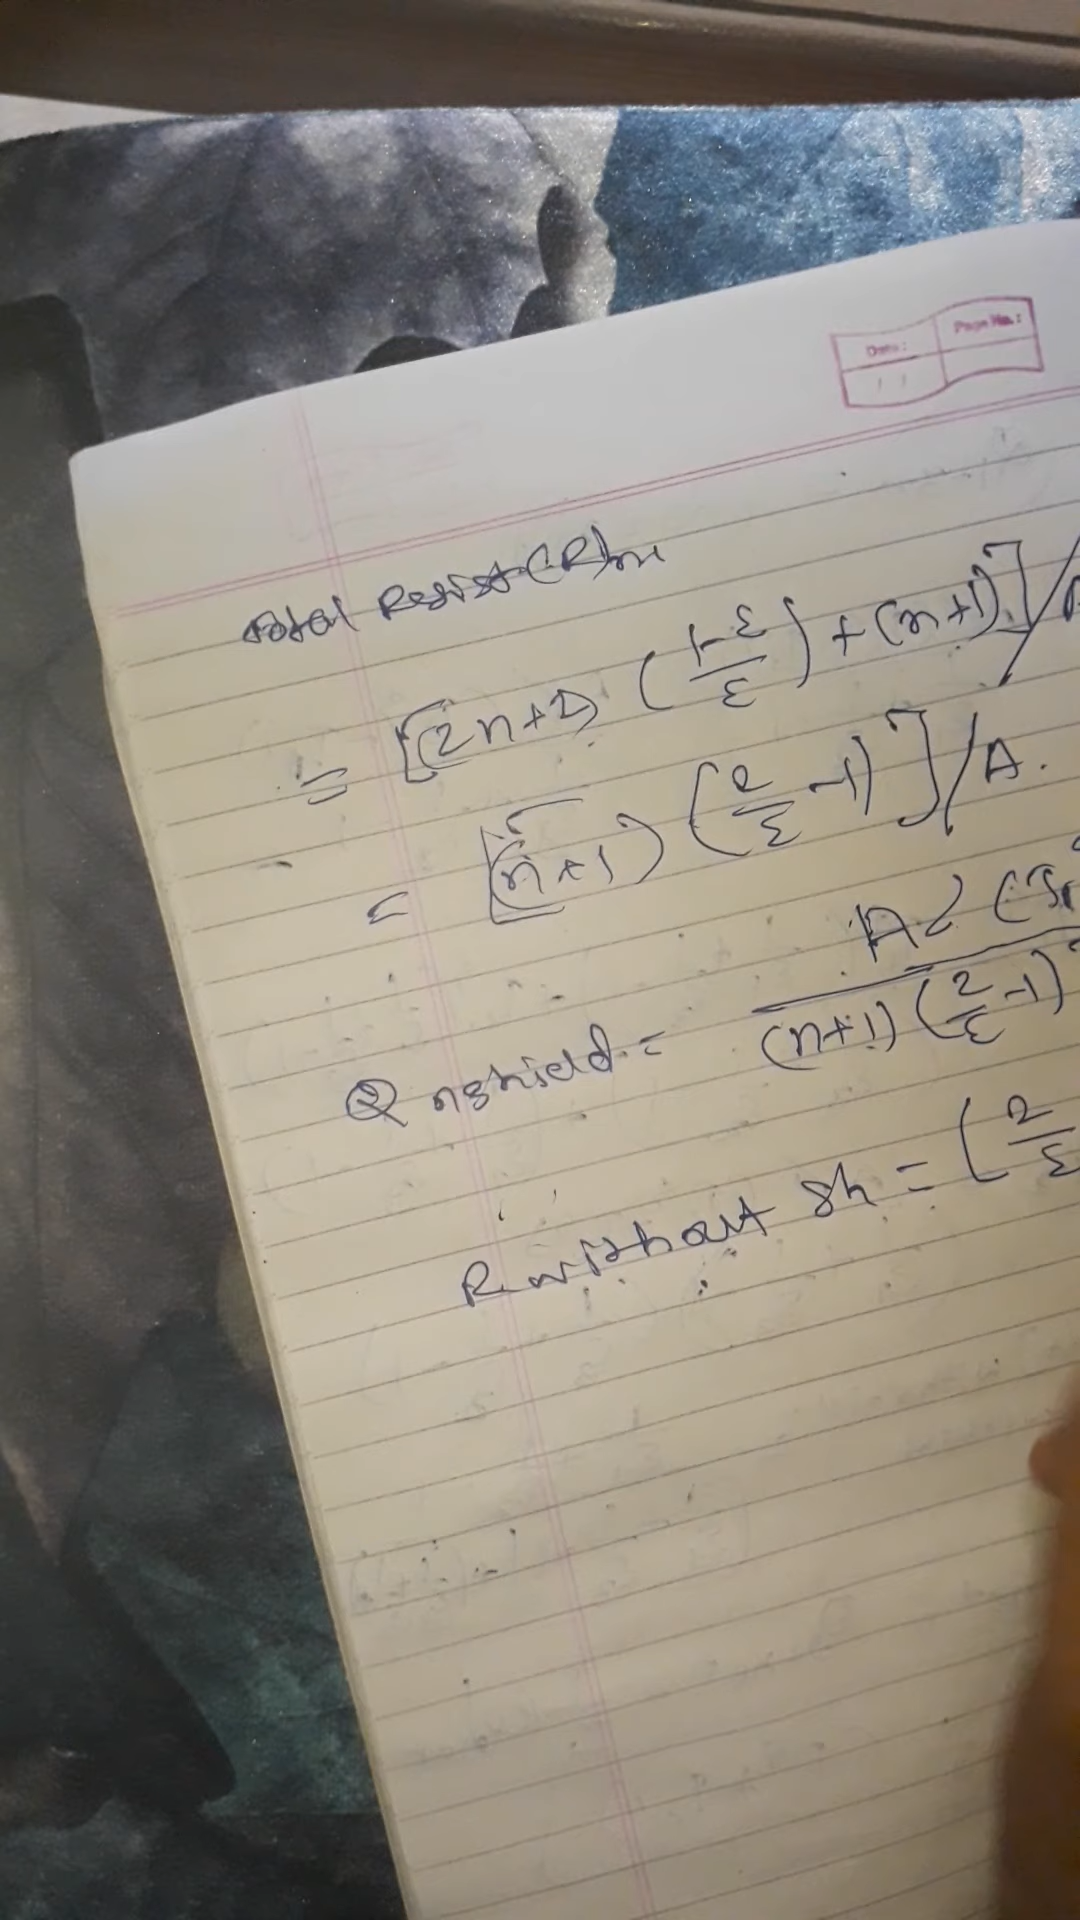 Date: Page No.:
Total Resist (R)
= [(2n+2) (1-ε/ε) + (n+1)]/A
= [(n+1) (2/ε -1)]/A.
Q nshield = A
(n+1) (2/ε -1)
R without sh = (2/ε